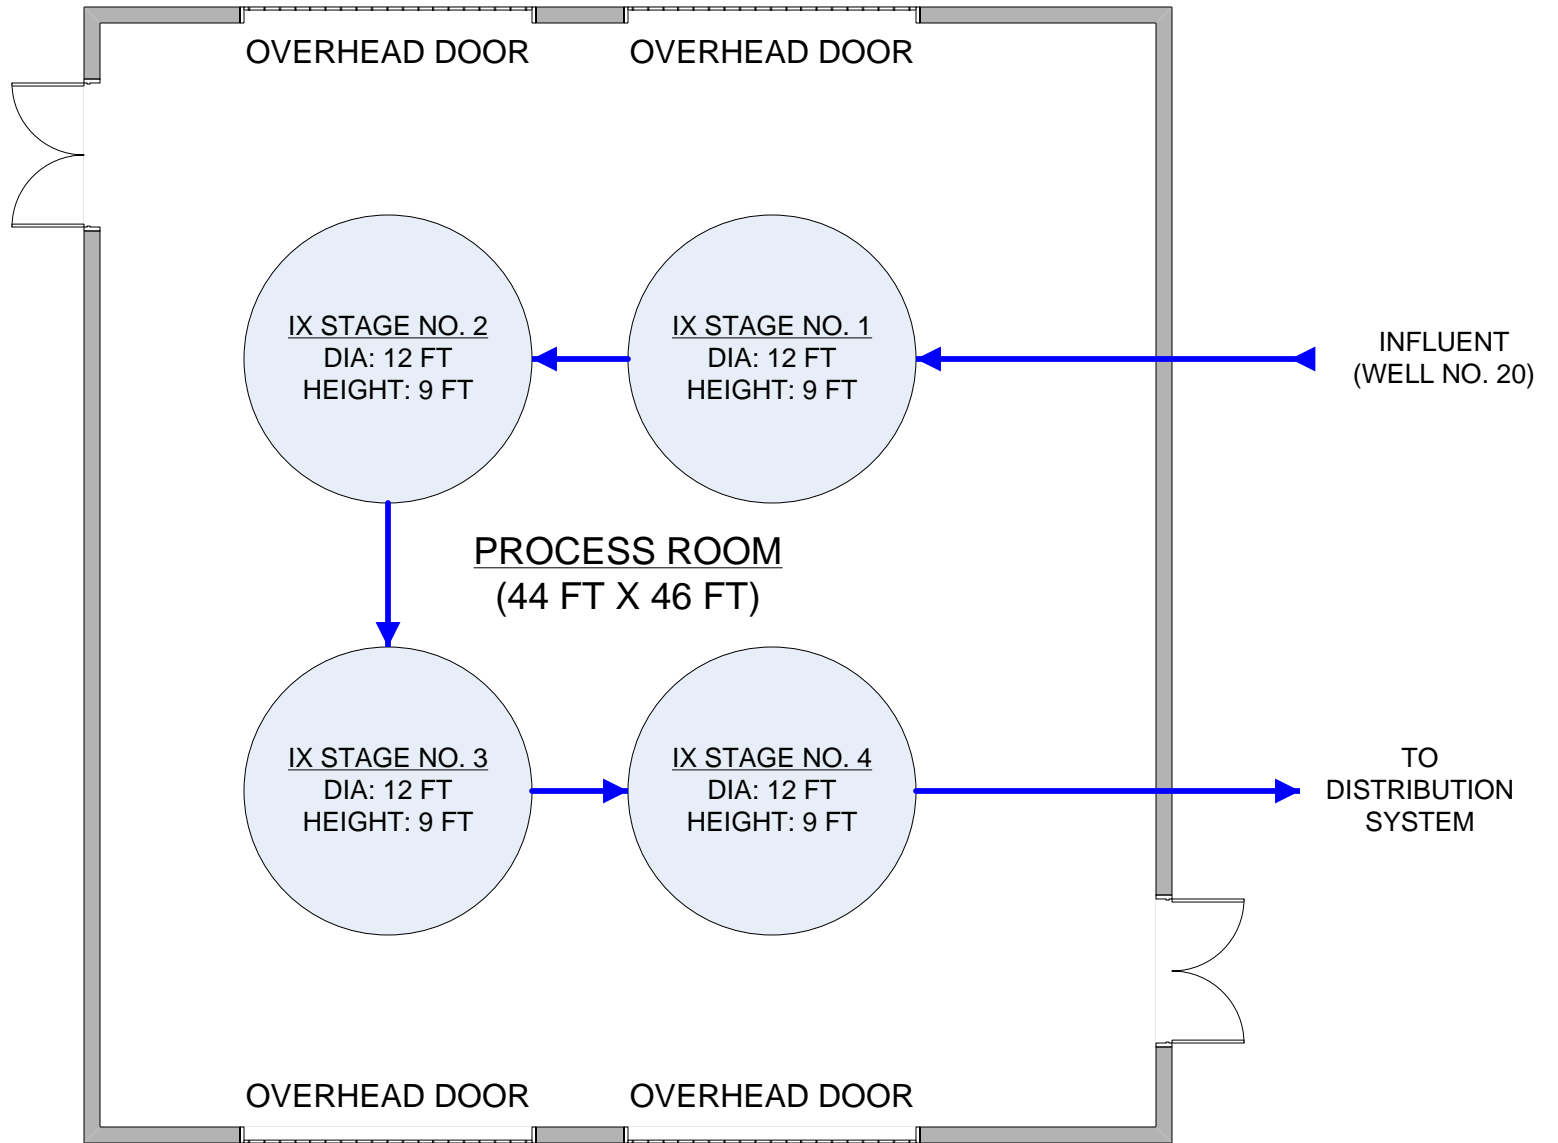 OVERHEAD DOOR
OVERHEAD DOOR
IX STAGE NO. 2
DIA: 12 FT
HEIGHT: 9 FT
IX STAGE NO. 1
DIA: 12 FT
HEIGHT: 9 FT
INFLUENT
(WELL NO. 20)
PROCESS ROOM
(44 FT X 46 FT)
IX STAGE NO. 3
DIA: 12 FT
HEIGHT: 9 FT
IX STAGE NO. 4
DIA: 12 FT
HEIGHT: 9 FT
TO
DISTRIBUTION
SYSTEM
OVERHEAD DOOR
OVERHEAD DOOR